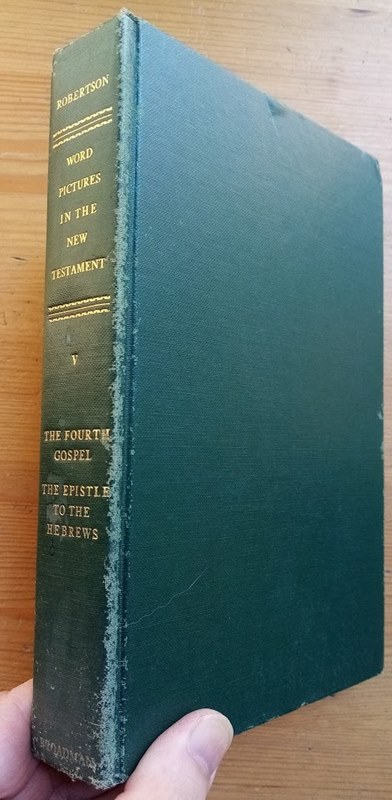 ROBERTSON
WORD
PICTURES
IN THE
NEW
TESTAMENT
V
THE FOURTH
GOSPEL
THE EPISTLE
TO THE
HEBREWS
BROADMAN